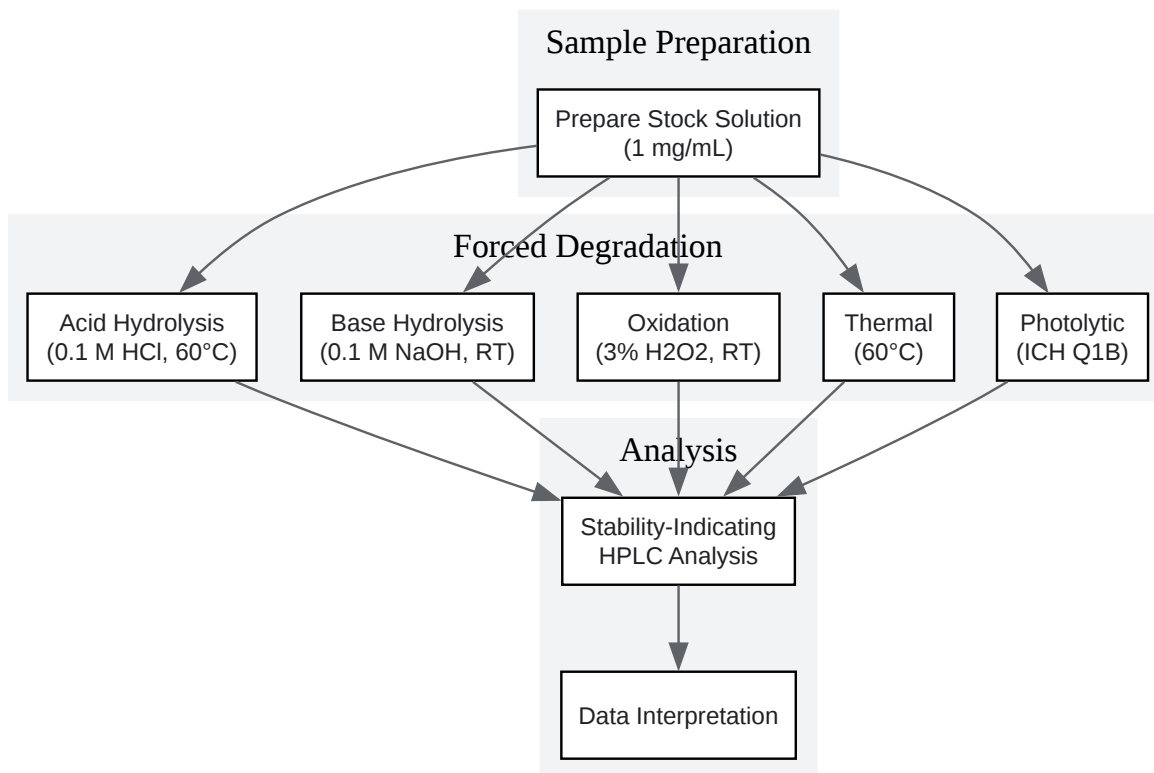 Sample Preparation
Prepare Stock Solution
(1 mg/mL)
Forced Degradation
Acid Hydrolysis
(0.1 M HCl, 60°C)
Base Hydrolysis
(0.1 M NaOH, RT)
Oxidation
(3% H2O2, RT)
Thermal
(60°C)
Photolytic
(ICH Q1B)
Analysis
Stability-Indicating
HPLC Analysis
Data Interpretation